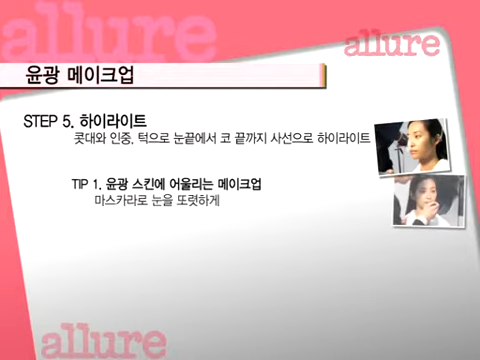 allure
allure
윤광 메이크업
STEP 5. 하이라이트
콧대와 인중, 턱으로 눈끝에서 코 끝까지 사선으로 하이라이트
TIP 1. 윤광 스킨에 어울리는 메이크업
마스카라로 눈을 또렷하게
allure